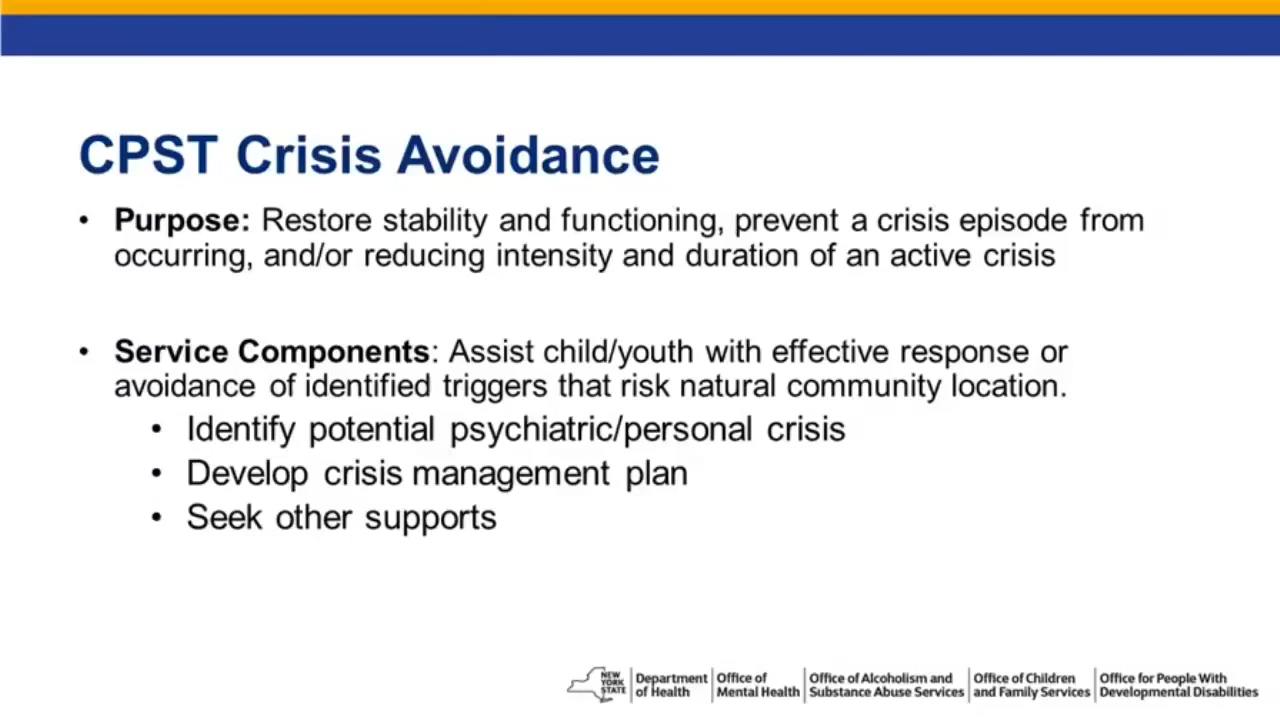 CPST Crisis Avoidance
• Purpose: Restore stability and functioning, prevent a crisis episode from
occurring, and/or reducing intensity and duration of an active crisis
• Service Components: Assist child/youth with effective response or
avoidance of identified triggers that risk natural community location.
• Identify potential psychiatric/personal crisis
• Develop crisis management plan
• Seek other supports
NEW
YORK
STATE
Department
of Health
Office of
Mental Health
Office of Alcoholism and
Substance Abuse Services
Office of Children
and Family Services
Office for People With
Developmental Disabilities